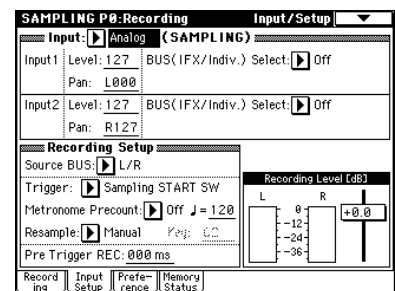 SAMPLING P0:Recording Input/Setup
Input: Analog (SAMPLING)
Input1 Level: 127 BUS(IFX/Indiv.) Select: Off
Pan: L000
Input2 Level: 127 BUS(IFX/Indiv.) Select: Off
Pan: R127
Recording Setup
Source BUS: L/R
Trigger: Sampling START SW
Metronome Precount: Off ♩=120
Resample: Manual Key: C2
Pre Trigger REC: 000 ms
Recording Level [dB]
L R
0
+0.0
-12
-24
-36
Record ing
Input Setup
Prefe- rence
Memory Status